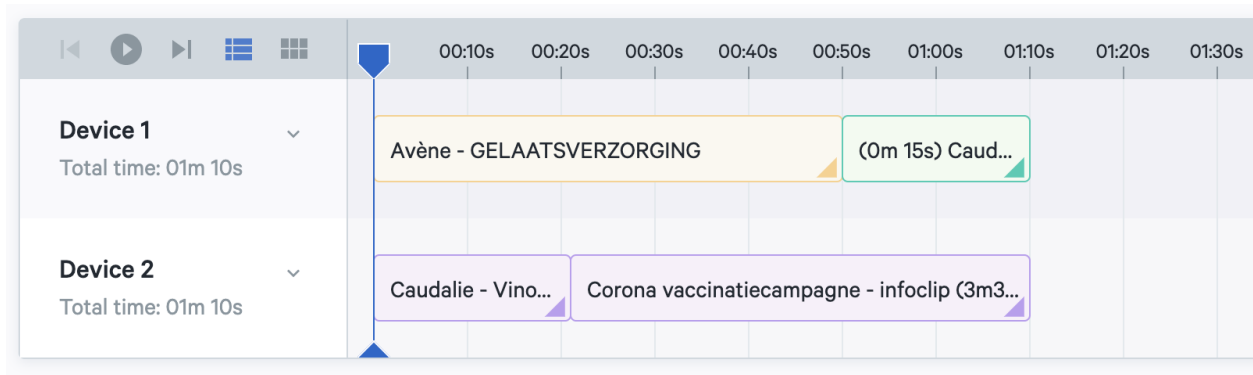 00:10s 00:20s 00:30s 00:40s 00:50s 01:00s 01:10s 01:20s 01:30s
Device 1
Total time: 01m 10s
Avène - GELAATSVERZORGING
(0m 15s) Caud...
Device 2
Total time: 01m 10s
Caudalie - Vino...
Corona vaccinatiecampagne - infoclip (3m3...